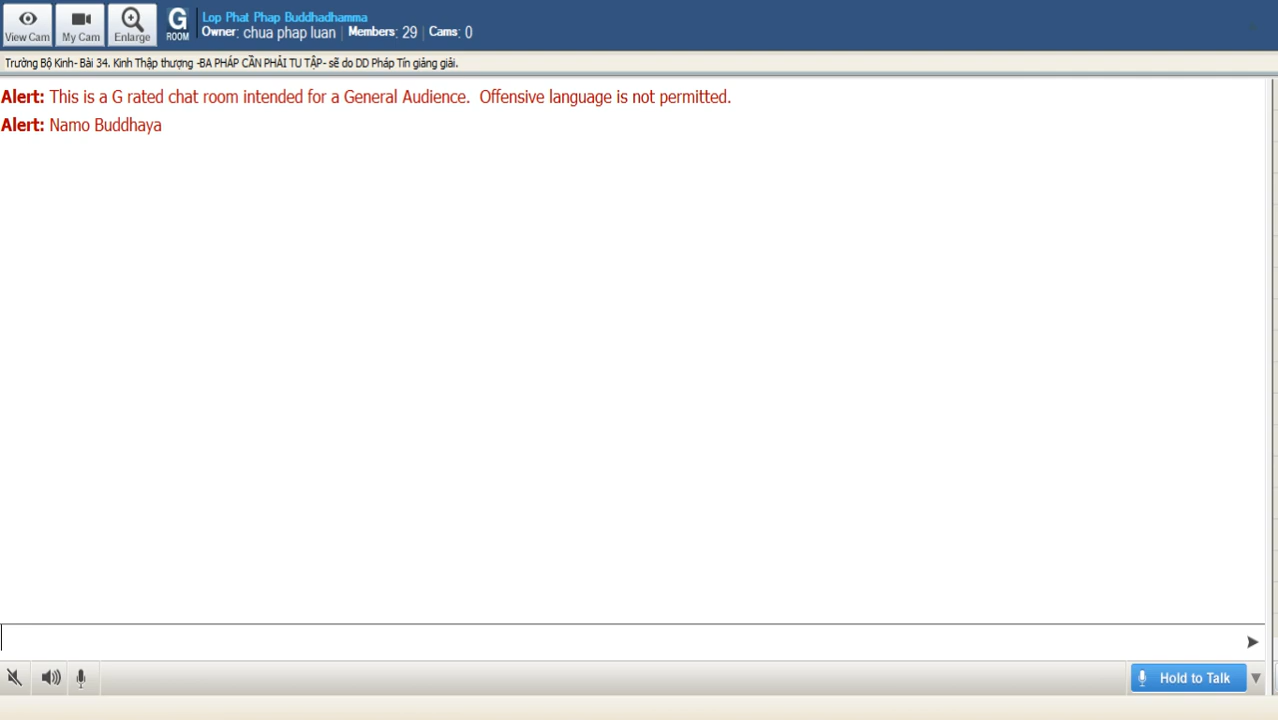 View Cam
My Cam
Enlarge
G
ROOM
Lop Phat Phap Buddhadhamma
Owner: chua phap luan | Members: 29 | Cams: 0
Trường Bộ Kinh- Bài 34. Kinh Thập thượng -BA PHÁP CẦN PHẢI TU TẬP- sẽ do DD Pháp Tín giảng giải.
Alert: This is a G rated chat room intended for a General Audience.  Offensive language is not permitted.
Alert: Namo Buddhaya
Hold to Talk